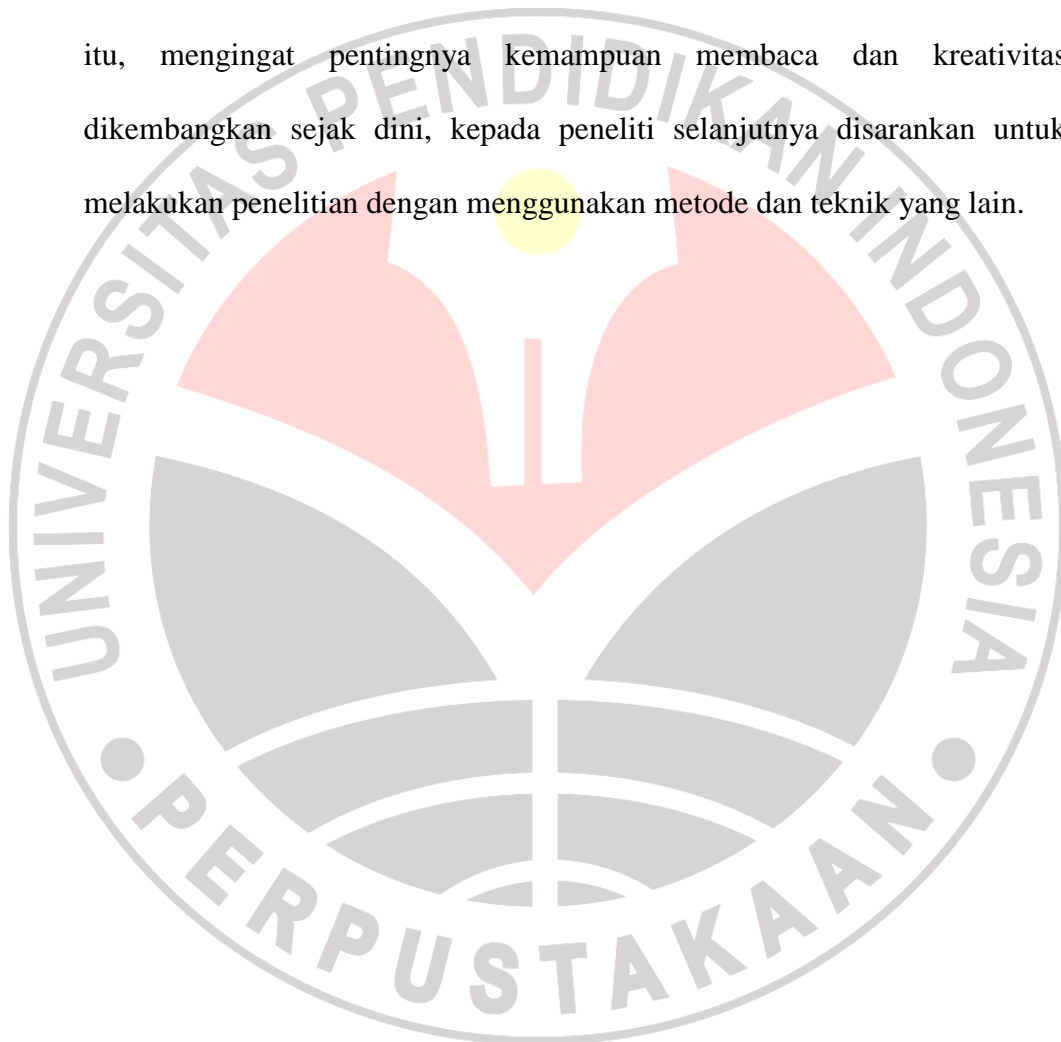 itu, mengingat pentingnya kemampuan membaca dan kreativitas
dikembangkan sejak dini, kepada peneliti selanjutnya disarankan untuk
melakukan penelitian dengan menggunakan metode dan teknik yang lain.
UNIVERSITAS PENDIDIKAN INDONESIA
PERPUSTAKAAN